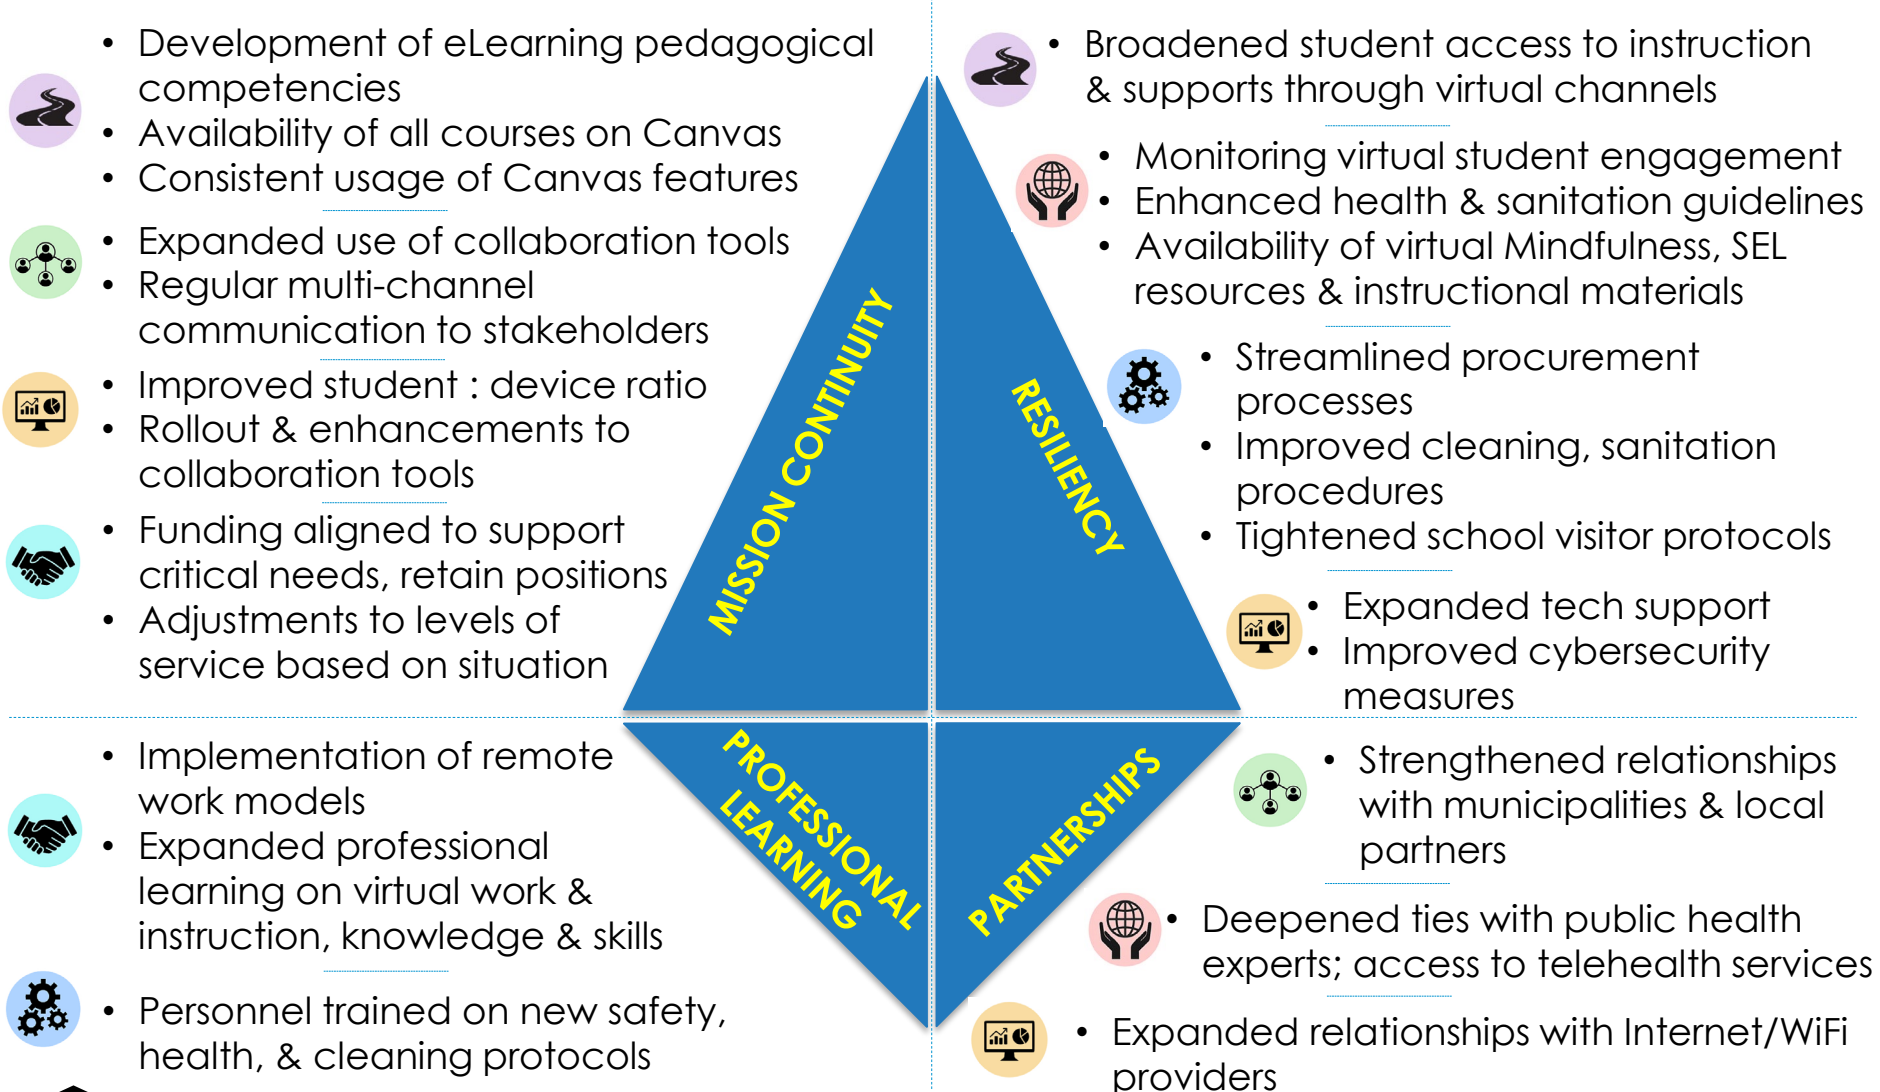 • Development of eLearning pedagogical
competencies
• Availability of all courses on Canvas
• Consistent usage of Canvas features
• Expanded use of collaboration tools
• Regular multi-channel
communication to stakeholders
• Improved student : device ratio
• Rollout & enhancements to
collaboration tools
• Funding aligned to support
critical needs, retain positions
• Adjustments to levels of
service based on situation
MISSION CONTINUITY
• Broadened student access to instruction
& supports through virtual channels
• Monitoring virtual student engagement
• Enhanced health & sanitation guidelines
• Availability of virtual Mindfulness, SEL
resources & instructional materials
• Streamlined procurement
processes
• Improved cleaning, sanitation
procedures
• Tightened school visitor protocols
• Expanded tech support
• Improved cybersecurity
measures
RESILIENCY
• Implementation of remote
work models
• Expanded professional
learning on virtual work &
instruction, knowledge & skills
• Personnel trained on new safety,
health, & cleaning protocols
PROFESSIONAL
LEARNING
PARTNERSHIPS
• Strengthened relationships
with municipalities & local
partners
• Deepened ties with public health
experts; access to telehealth services
• Expanded relationships with Internet/WiFi
providers